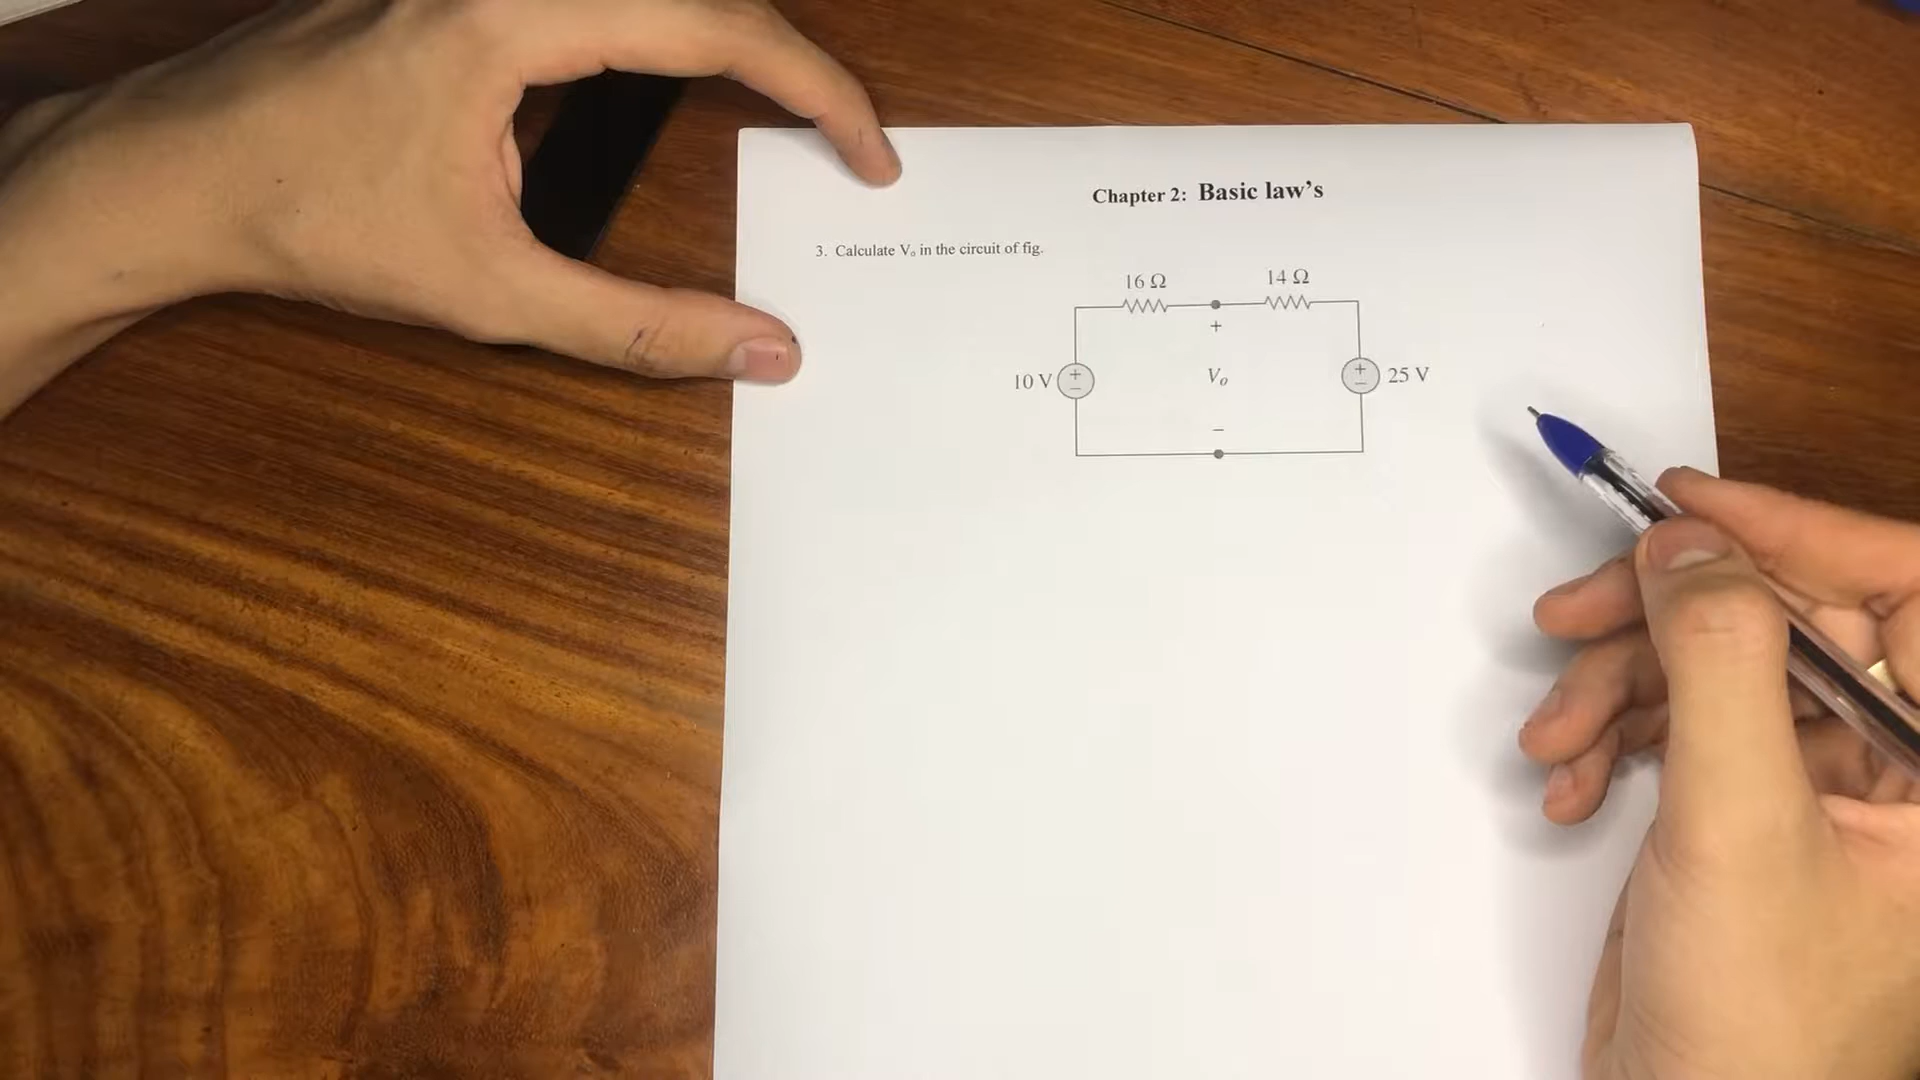 Chapter 2: Basic law's
3. Calculate Vₒ in the circuit of fig.
16 Ω
14 Ω
+
10 V
+
−
Vₒ
+
−
25 V
−